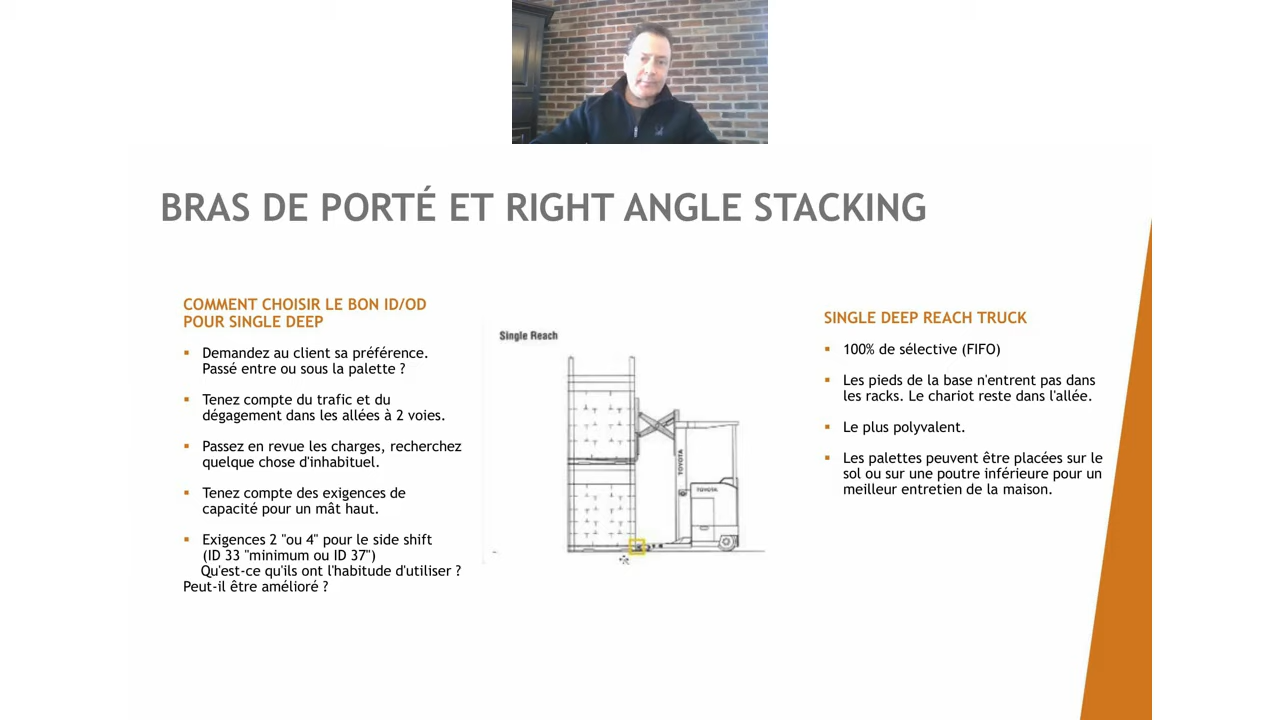 BRAS DE PORTÉ ET RIGHT ANGLE STACKING
COMMENT CHOISIR LE BON ID/OD
POUR SINGLE DEEP
Demandez au client sa préférence.
Passé entre ou sous la palette ?
Tenez compte du trafic et du
dégagement dans les allées à 2 voies.
Passez en revue les charges, recherchez
quelque chose d'inhabituel.
Tenez compte des exigences de
capacité pour un mât haut.
Exigences 2 "ou 4" pour le side shift
(ID 33 "minimum ou ID 37")
Qu'est-ce qu'ils ont l'habitude d'utiliser ?
Peut-il être amélioré ?
Single Reach
TOYOTA
TOYOTA
SINGLE DEEP REACH TRUCK
100% de sélective (FIFO)
Les pieds de la base n'entrent pas dans
les racks. Le chariot reste dans l'allée.
Le plus polyvalent.
Les palettes peuvent être placées sur le
sol ou sur une poutre inférieure pour un
meilleur entretien de la maison.